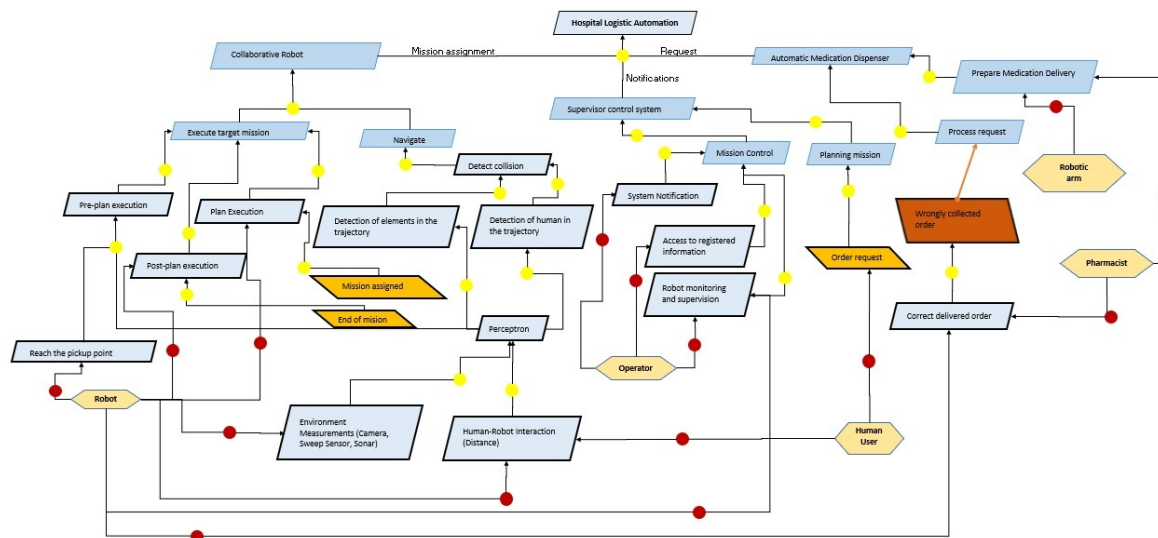 Hospital Logistic Automation
Collaborative Robot
Mission assignment
Request
Automatic Medication Dispenser
Notifications
Prepare Medication Delivery
Supervisor control system
Execute target mission
Navigate
Mission Control
Planning mission
Process request
Detect collision
Robotic
arm
Pre-plan execution
Plan Execution
System Notification
Detection of elements in the
trajectory
Detection of human in
the trajectory
Wrongly collected
order
Access to registered
information
Order request
Pharmacist
Post-plan execution
Mission assigned
Robot monitoring
and supervision
End of mision
Correct delivered order
Perceptron
Reach the pickup point
Operator
Robot
Environment
Measurements (Camera,
Sweep Sensor, Sonar)
Human-Robot Interaction
(Distance)
Human
User